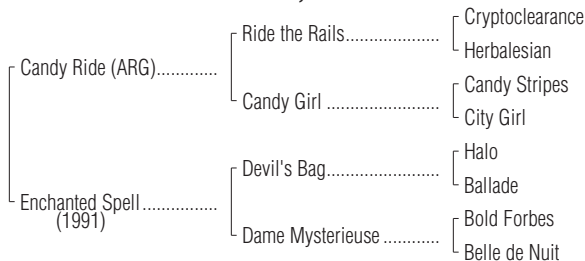 Cryptoclearance
Ride the Rails....................
Herbalesian
Candy Ride (ARG).............
Candy Stripes
Candy Girl ........................
City Girl
Halo
Devil's Bag........................
Ballade
Enchanted Spell ................
(1991)
Bold Forbes
Dame Mysterieuse ............
Belle de Nuit